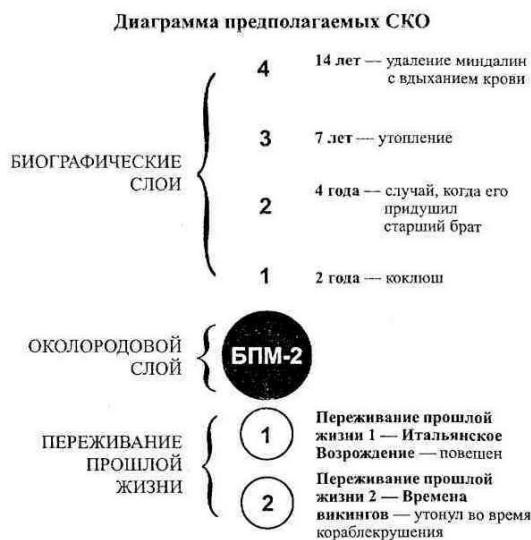 Диаграмма предполагаемых СКО
4
14 лет — удаление миндалин
с вдыханием крови
3
7 лет — утопление
БИОГРАФИЧЕСКИЕ
СЛОИ
2
4 года — случай, когда его
придушил
старший брат
1
2 года — коклюш
ОКОЛОРОДОВОЙ
СЛОЙ
БПМ-2
ПЕРЕЖИВАНИЕ
ПРОШЛОЙ
ЖИЗНИ
1
Переживание прошлой
жизни 1 — Итальянское
Возрождение — повешен
2
Переживание прошлой
жизни 2 — Времена
викингов — утонул во время
кораблекрушения